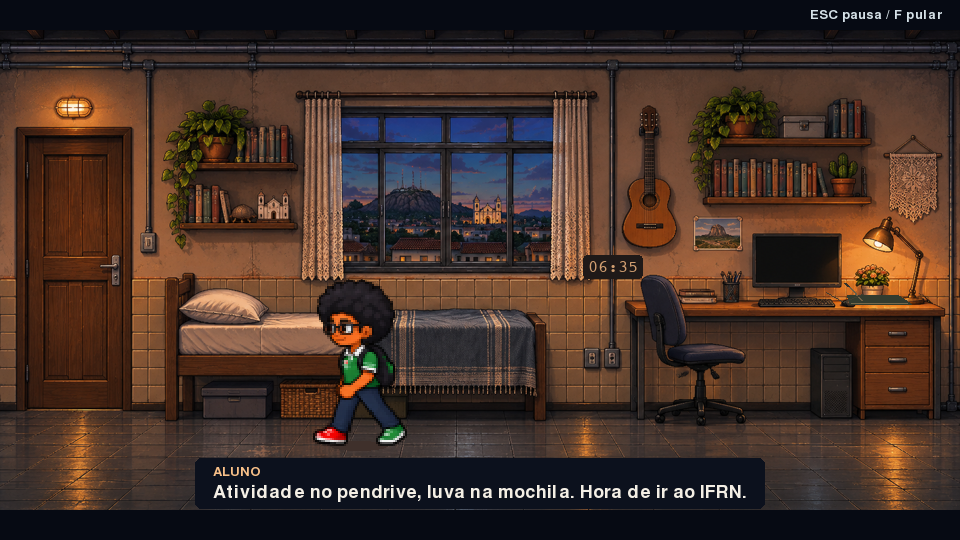 ESC pausa / F pular
06:35
ALUNO
Atividade no pendrive, luva na mochila. Hora de ir ao IFRN.